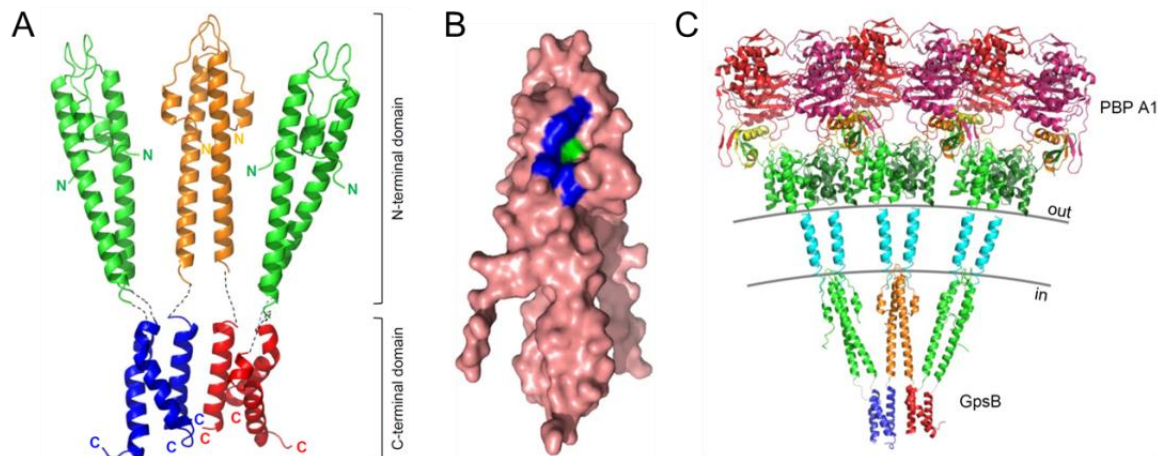 A
B
C
N
N
N
N
N
N
N-terminal domain
C-terminal domain
C
C
C
C
C
C
PBP A1
out
in
GpsB